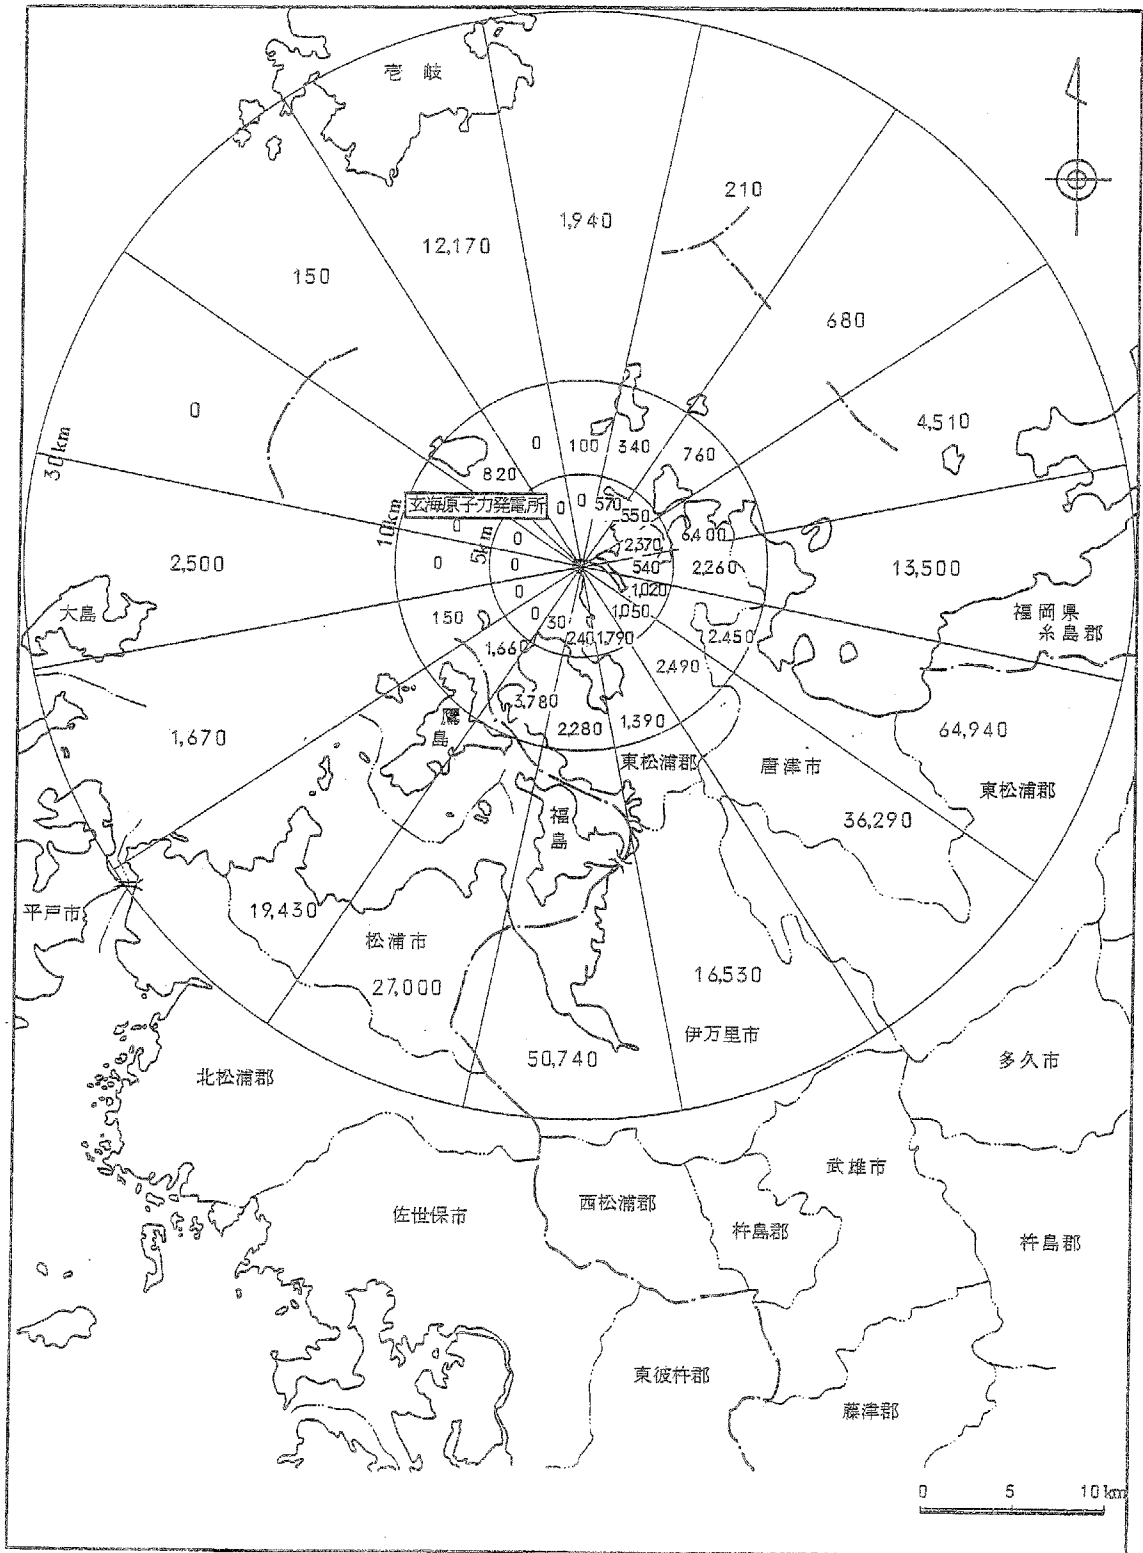 壱岐
210
1,940
12,170
150
680
0
4,510
30km
0
100
340
760
820
玄海原子力発電所
10km
5km
0
0
0
570
550
0
0
2,370
6,400
2,500
0
0
540
2,260
13,500
大島
0
1,020
福岡県
糸島郡
150
0
30
1,050
240
1,790
2,450
1,660
2,490
3,780
鷹島
2,280
1,390
1,670
64,940
東松浦郡
唐津市
東松浦郡
福島
36,290
平戸市
19,430
松浦市
27,000
16,530
伊万里市
50,740
多久市
北松浦郡
武雄市
佐世保市
西松浦郡
杵島郡
杵島郡
東彼杵郡
藤津郡
0 5 10km